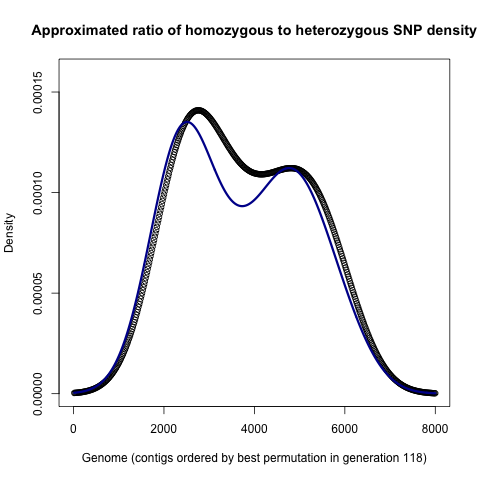 Approximated ratio of homozygous to heterozygous SNP density
0.00015
0.00010
0.00005
0.00000
Density
0 2000 4000 6000 8000
Genome (contigs ordered by best permutation in generation 118)